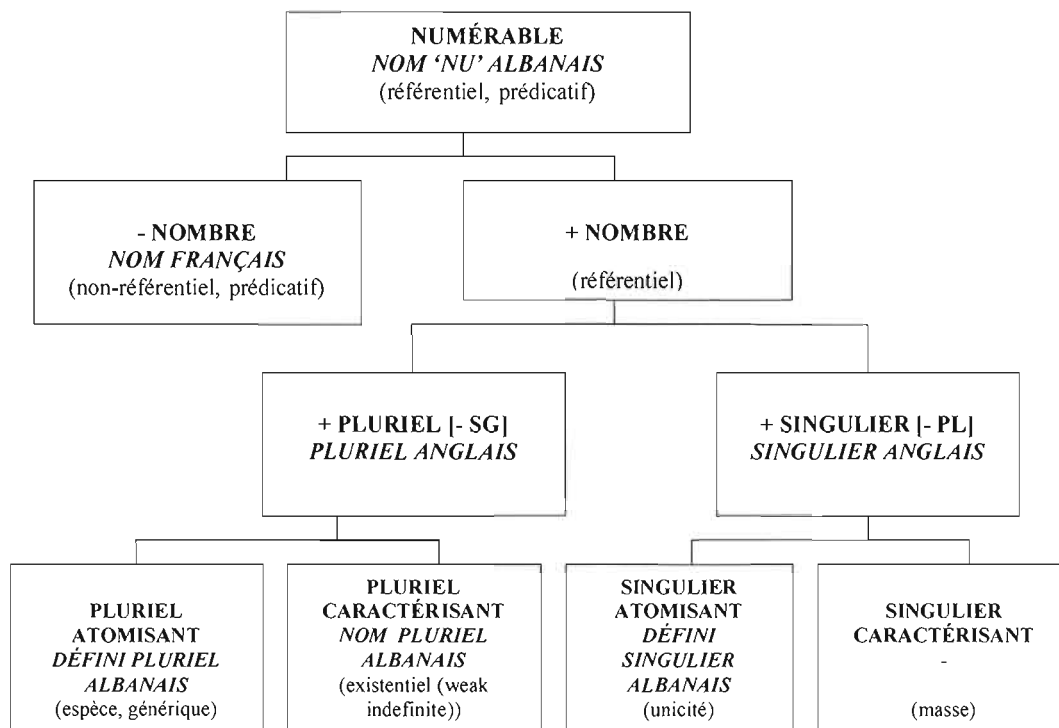 NUMÉRABLE
NOM ‘NU’ ALBANAIS
(référentiel, prédicatif)
- NOMBRE
NOM FRANÇAIS
(non-référentiel, prédicatif)
+ NOMBRE
(référentiel)
+ PLURIEL [- SG]
PLURIEL ANGLAIS
+ SINGULIER [- PL]
SINGULIER ANGLAIS
PLURIEL
ATOMISANT
DÉFINI PLURIEL
ALBANAIS
(espèce, générique)
PLURIEL
CARACTÉRISANT
NOM PLURIEL
ALBANAIS
(existentiel (weak
indefinite))
SINGULIER
ATOMISANT
DÉFINI
SINGULIER
ALBANAIS
(unicité)
SINGULIER
CARACTÉRISANT
-
(masse)